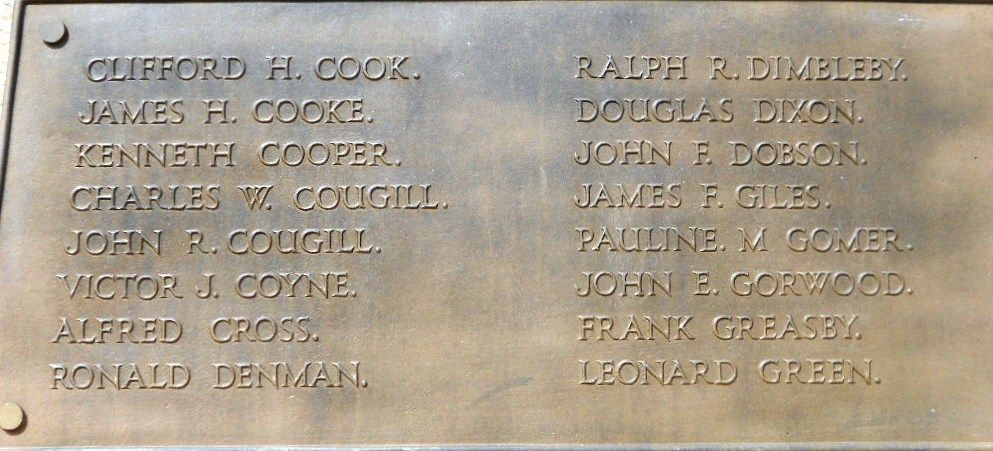 CLIFFORD H. COOK.
JAMES H. COOKE.
KENNETH COOPER.
CHARLES W. COUGILL.
JOHN R. COUGILL.
VICTOR J. COYNE.
ALFRED CROSS.
RONALD DENMAN.
RALPH R. DIMBLEBY.
DOUGLAS DIXON.
JOHN F. DOBSON.
JAMES F. GILES.
PAULINE. M GOMER.
JOHN E. GORWOOD.
FRANK GREASBY.
LEONARD GREEN.